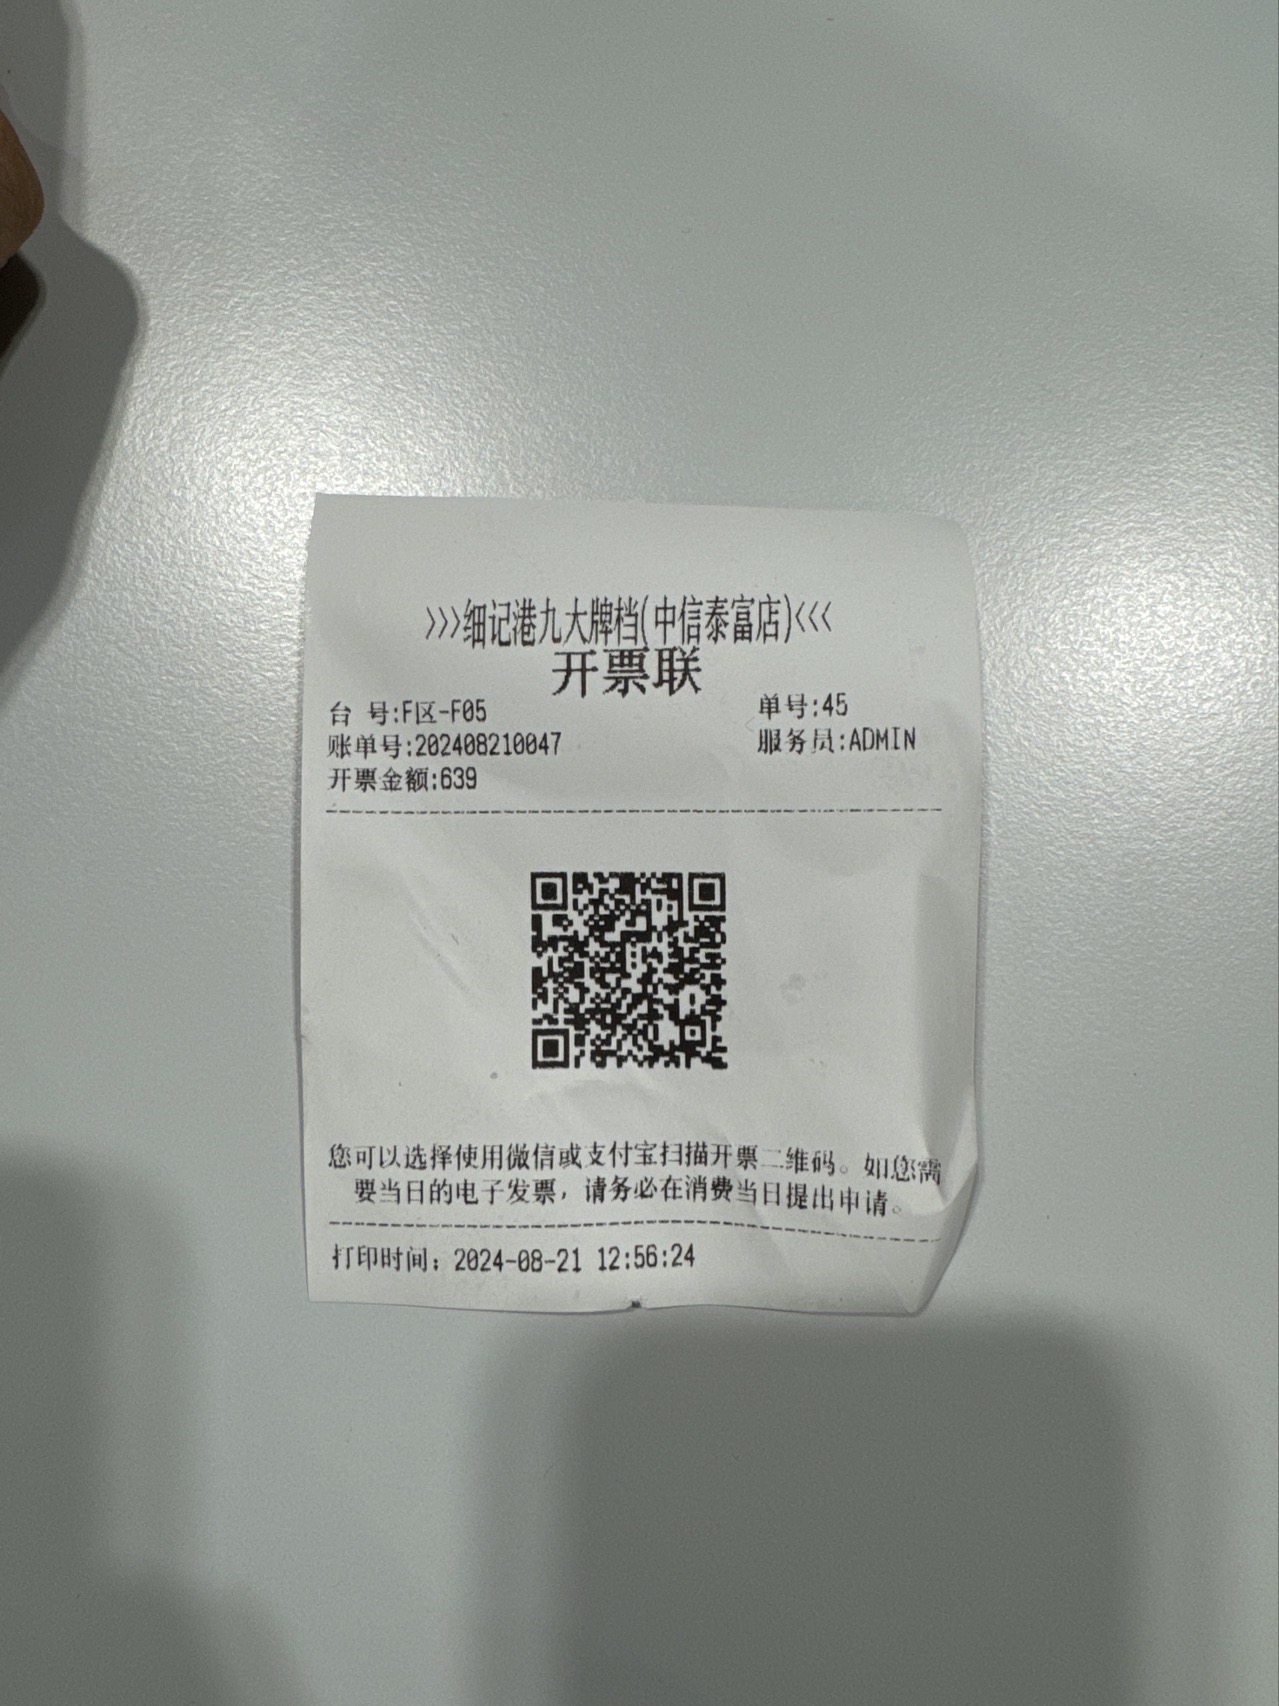 >>>细记港九大牌档(中信泰富店)<<<
开票联
台 号:F区-F05 单号:45
账单号:202408210047 服务员:ADMIN
开票金额:639
您可以选择使用微信或支付宝扫描开票二维码。如您需
要当日的电子发票，请务必在消费当日提出申请。
打印时间：2024-08-21 12:56:24